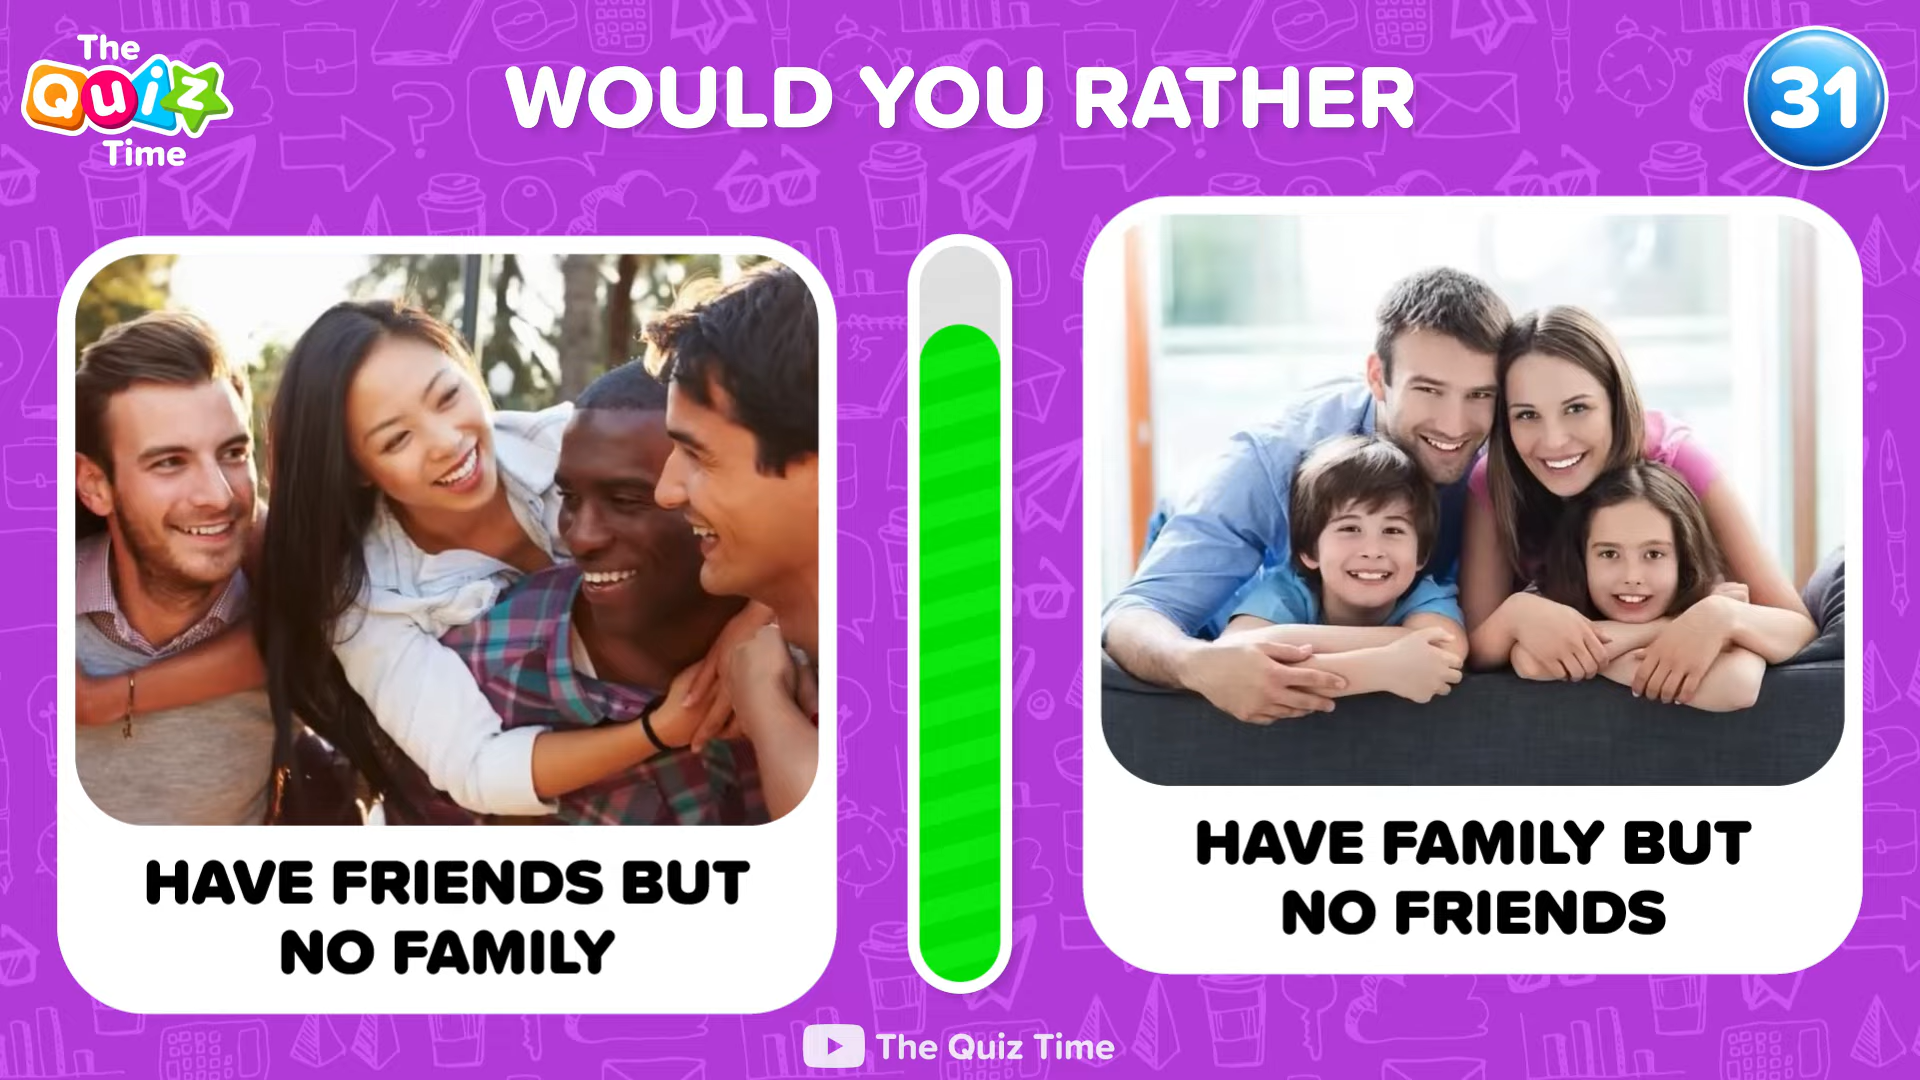 The
Quiz
Time
WOULD YOU RATHER
31
HAVE FRIENDS BUT
NO FAMILY
HAVE FAMILY BUT
NO FRIENDS
The Quiz Time